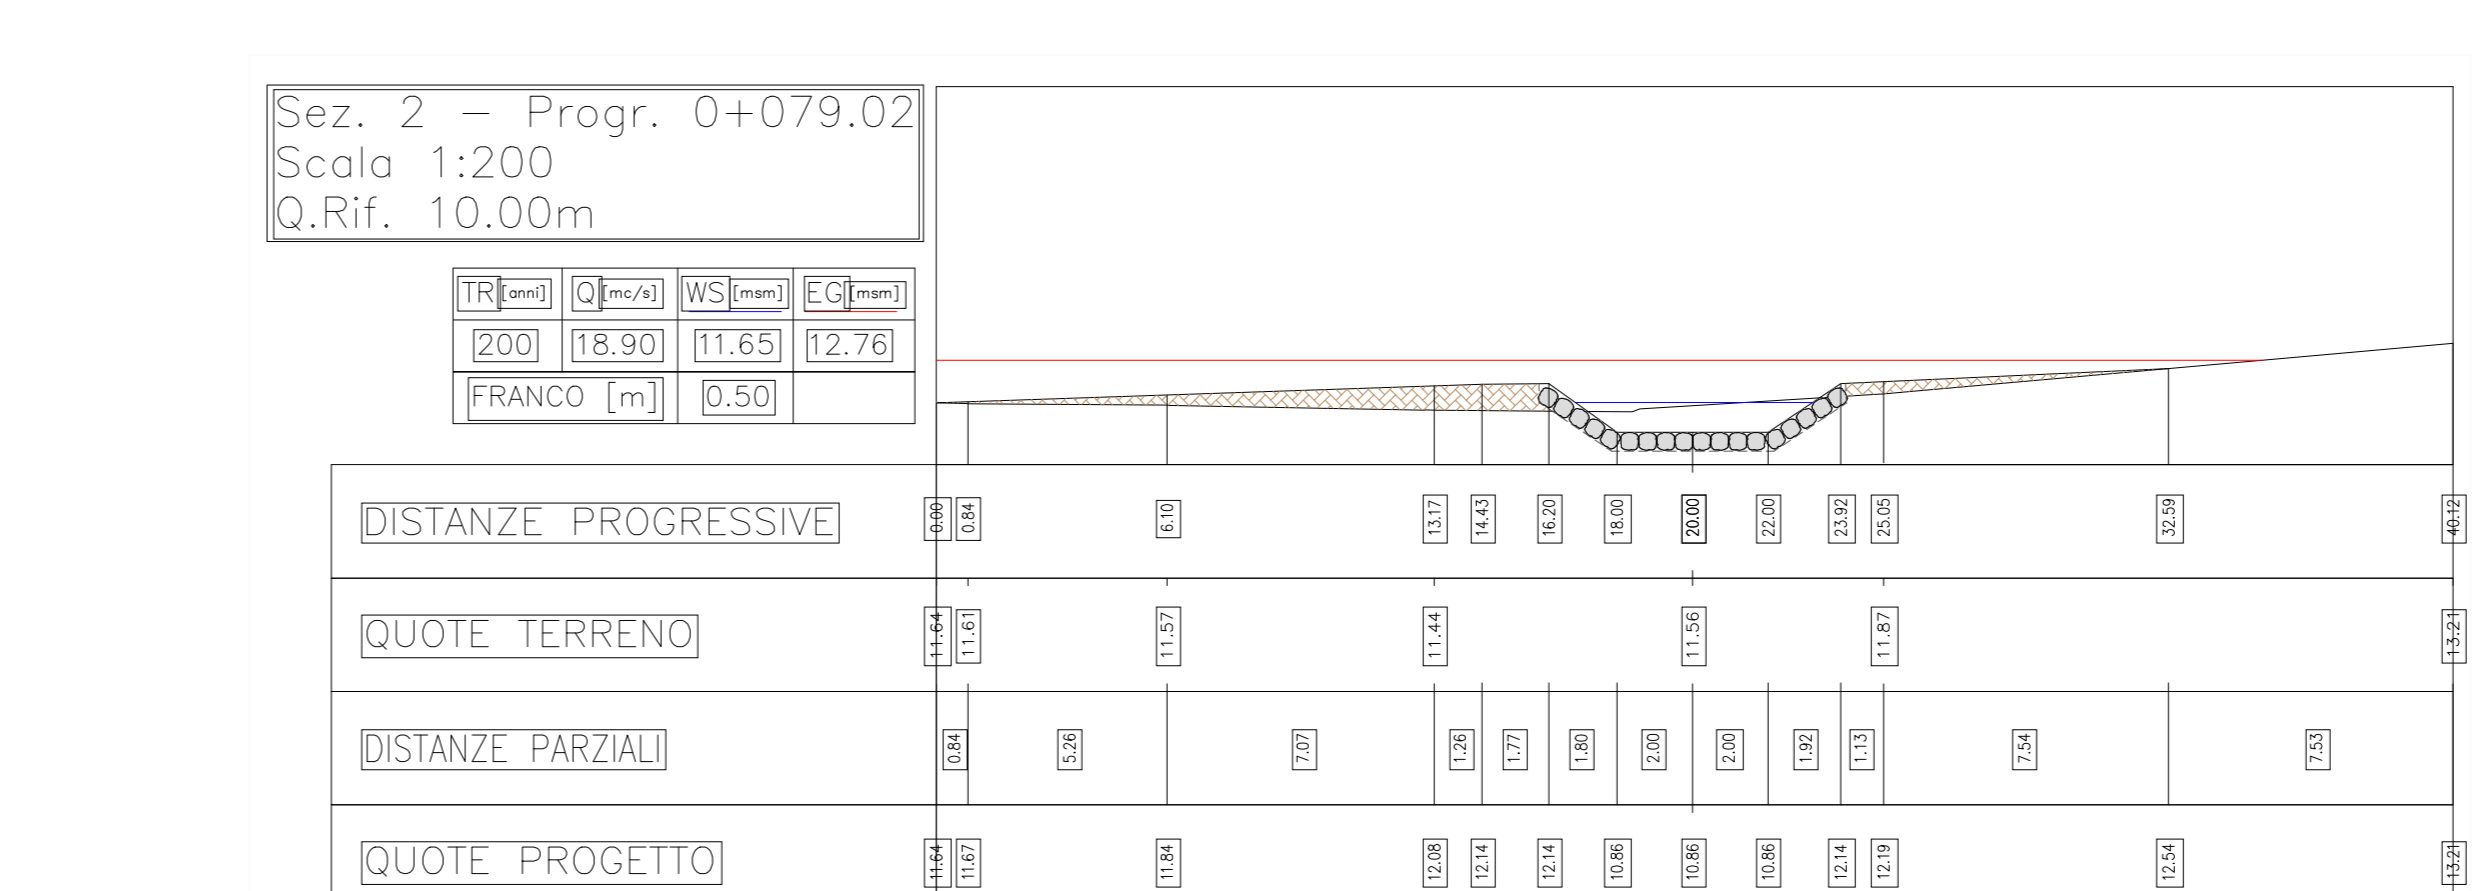 Sez. 2 - Progr. 0+079.02
Scala 1:200
Q.Rif. 10.00m
TR [anni] Q [mc/s] WS [msm] EG [msm]
200 18.90 11.65 12.76
FRANCO [m] 0.50
DISTANZE PROGRESSIVE 0.00 0.84 6.10 13.17 14.43 16.20 18.00 20.00 22.00 23.92 25.05 32.59 40.12
QUOTE TERRENO 11.64 11.61 11.57 11.44 11.56 11.87 13.21
DISTANZE PARZIALI 0.84 5.26 7.07 1.26 1.77 1.80 2.00 2.00 1.92 1.13 7.54 7.53
QUOTE PROGETTO 11.64 11.67 11.84 12.08 12.14 12.14 10.86 10.86 10.86 12.14 12.19 12.54 13.21